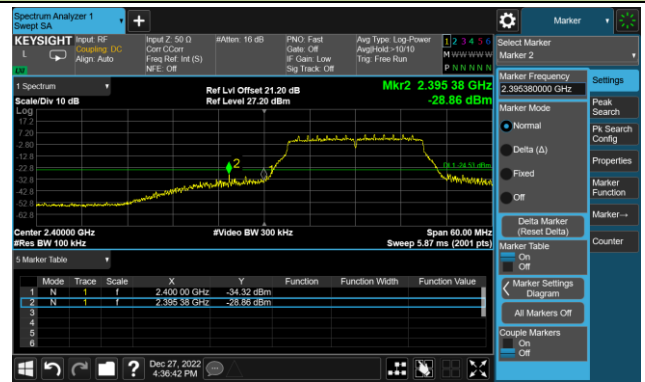 Spectrum Analyzer 1
Swept SA
+
Marker
KEYSIGHT Input: RF Input Z: 50 Ω #Atten: 16 dB PNO: Fast Avg Type: Log-Power 1 2 3 4 5 6
L Coupling: DC Corr CCorr Gate: Off Avg|Hold:>10/10 M W W W W W
Align: Auto Freq Ref: Int (S) IF Gain: Low Trig: Free Run
NFE: Off Sig Track: Off P N N N N N
Select Marker
Marker 2
1 Spectrum
Ref Lvl Offset 21.20 dB Mkr2 2.395 38 GHz
Scale/Div 10 dB Ref Level 27.20 dBm -28.86 dBm
Log
17.2
7.20
-2.80
-12.8
-22.8
-32.8
-42.8
-52.8
-62.8
2
1
DL1 -24.53 dBm
Center 2.40000 GHz #Video BW 300 kHz Span 60.00 MHz
#Res BW 100 kHz Sweep 5.87 ms (2001 pts)
5 Marker Table
Mode Trace Scale X Y Function Function Width Function Value
1 N 1 f 2.400 00 GHz -34.32 dBm
2 N 1 f 2.395 38 GHz -28.86 dBm
3
4
5
6
Marker Frequency
2.395380000 GHz
Marker Mode
Normal
Delta (Δ)
Fixed
Off
Delta Marker
(Reset Delta)
Marker Table
On
Off
Marker Settings
Diagram
All Markers Off
Couple Markers
On
Off
Settings
Peak
Search
Pk Search
Config
Properties
Marker
Function
Marker→
Counter
?
Dec 27, 2022
4:36:42 PM